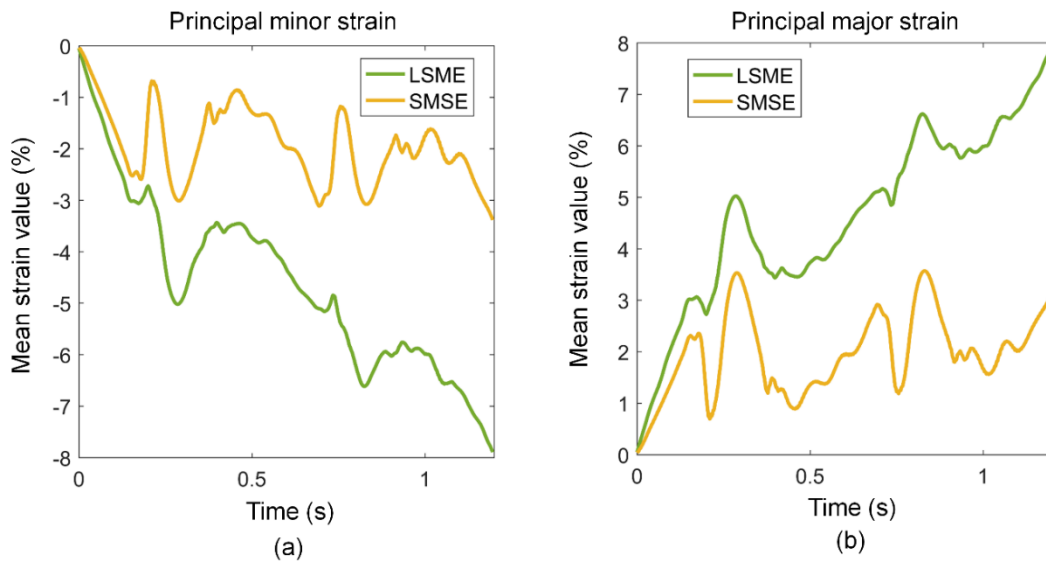 Principal minor strain
0
-1
-2
-3
-4
-5
-6
-7
-8
Mean strain value (%)
LSME
SMSE
0
0.5
1
Time (s)
(a)
Principal major strain
8
7
6
5
4
3
2
1
0
Mean strain value (%)
LSME
SMSE
0
0.5
1
Time (s)
(b)